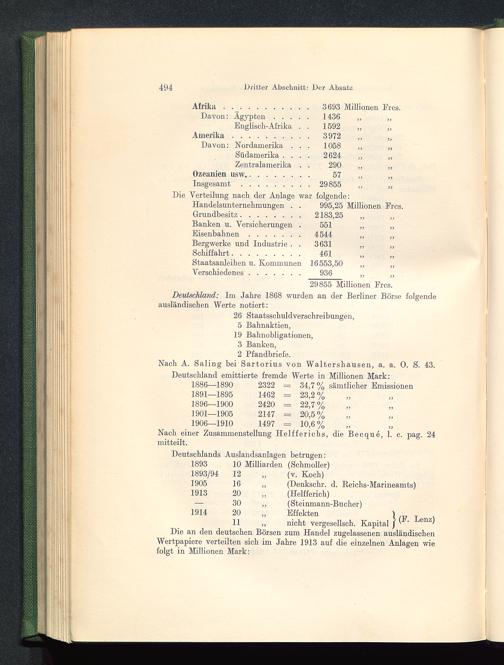 494 Dritter Abschnitt: Der Absatz
Afrika . . . . . . . . . . . 3693 Millionen Frcs.
Davon: Ägypten . . . . . 1436 „ „
Englisch-Afrika . . 1592 „ „
Amerika . . . . . . . . . . 3972 „ „
Davon: Nordamerika . . . 1058 „ „
Südamerika . . . . 2624 „ „
Zentralamerika . . 290 „ „
Ozeanien usw. . . . . . . . . 57 „ „
Insgesamt . . . . . . . . . 29855 „ „
Die Verteilung nach der Anlage war folgende:
Handelsunternehmungen . . 995,25 Millionen Frcs.
Grundbesitz . . . . . . . . 2183,25 „ „
Banken u. Versicherungen . 551 „ „
Eisenbahnen . . . . . . . 4544 „ „
Bergwerke und Industrie . . 3631 „ „
Schiffahrt . . . . . . . . . 461 „ „
Staatsanleihen u. Kommunen 16553,50 „ „
Verschiedenes . . . . . . . 936 „ „
29855 Millionen Frcs.
Deutschland: Im Jahre 1868 wurden an der Berliner Börse folgende
ausländischen Werte notiert:
26 Staatsschuldverschreibungen,
5 Bahnaktien,
19 Bahnobligationen,
3 Banken,
2 Pfandbriefe.
Nach A. Saling bei Sartorius von Waltershausen, a. a. O. S. 43.
Deutschland emittierte fremde Werte in Millionen Mark:
1886—1890 2322 = 34,7 % sämtlicher Emissionen
1891—1895 1462 = 23,2 % „ „
1896—1900 2420 = 22,7 % „ „
1901—1905 2147 = 20,5 % „ „
1906—1910 1497 = 10,6 % „ „
Nach einer Zusammenstellung Helfferichs, die Becqué, l. c. pag. 24
mitteilt.
Deutschlands Auslandsanlagen betrugen:
1893 10 Milliarden (Schmoller)
1893/94 12 „ (v. Koch)
1905 16 „ (Denkschr. d. Reichs-Marineamts)
1913 20 „ (Helfferich)
— 30 „ (Steinmann-Bucher)
1914 20 „ Effekten
11 „ nicht vergesellsch. Kapital } (F. Lenz)
Die an den deutschen Börsen zum Handel zugelassenen ausländischen
Wertpapiere verteilten sich im Jahre 1913 auf die einzelnen Anlagen wie
folgt in Millionen Mark: